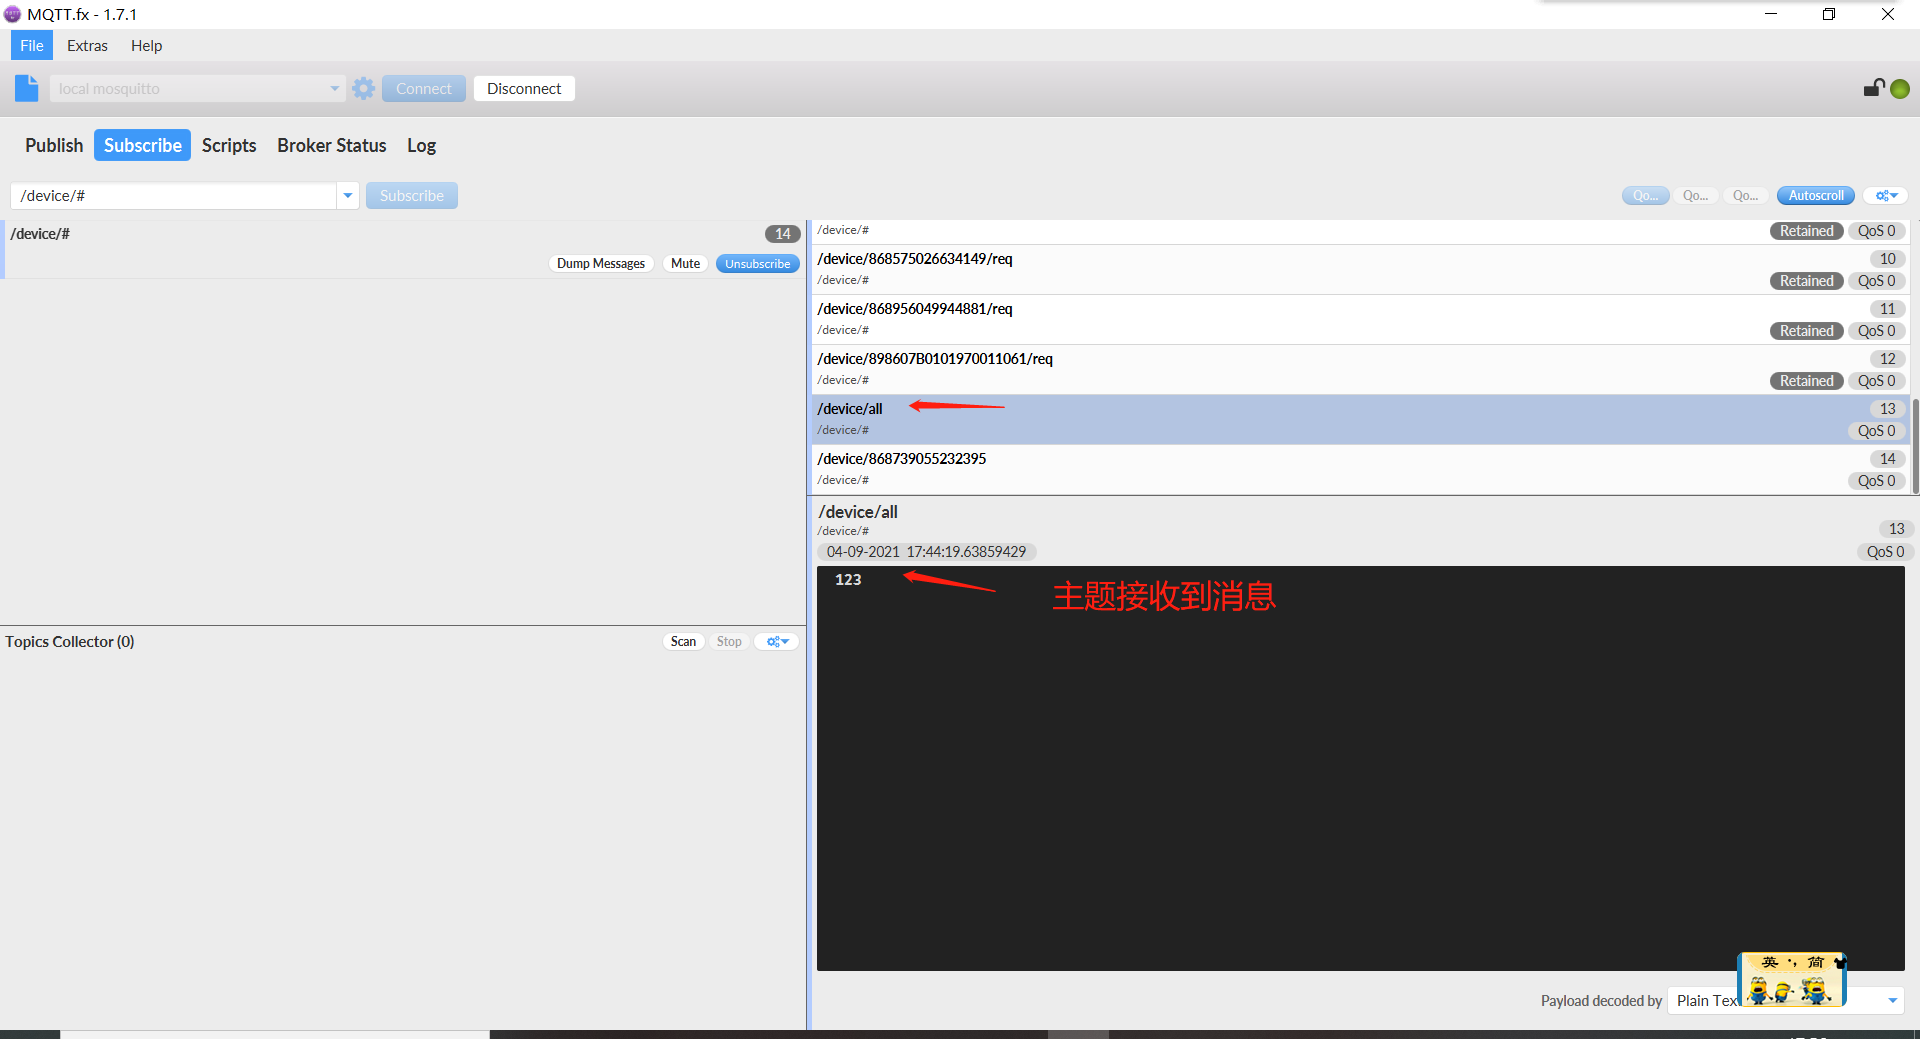 MQTT.fx - 1.7.1
File Extras Help
local mosquitto Connect Disconnect
Publish Subscribe Scripts Broker Status Log
/device/# Subscribe Qo... Qo... Qo... Autoscroll
/device/# 14
Dump Messages Mute Unsubscribe
/device/# Retained QoS 0
/device/868575026634149/req 10
/device/# Retained QoS 0
/device/868956049944881/req 11
/device/# Retained QoS 0
/device/898607B0101970011061/req 12
/device/# Retained QoS 0
/device/all 13
/device/# QoS 0
/device/868739055232395 14
/device/# QoS 0
/device/all
/device/# 13
04-09-2021 17:44:19.63859429 QoS 0
123
主题接收到消息
Topics Collector (0) Scan Stop
英 简
Payload decoded by Plain Tex